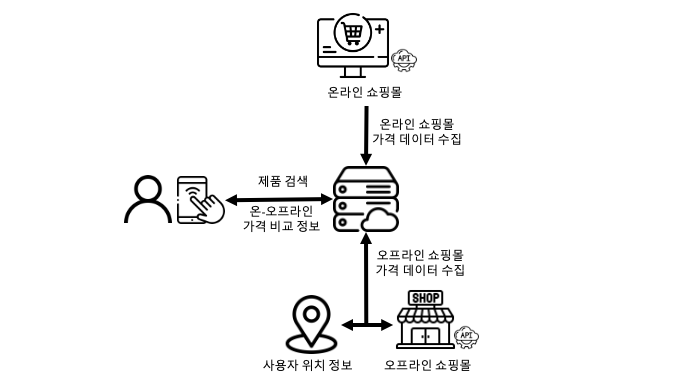 API
온라인 쇼핑몰
온라인 쇼핑몰
가격 데이터 수집
제품 검색
온-오프라인
가격 비교 정보
오프라인 쇼핑몰
가격 데이터 수집
SHOP
API
사용자 위치 정보
오프라인 쇼핑몰